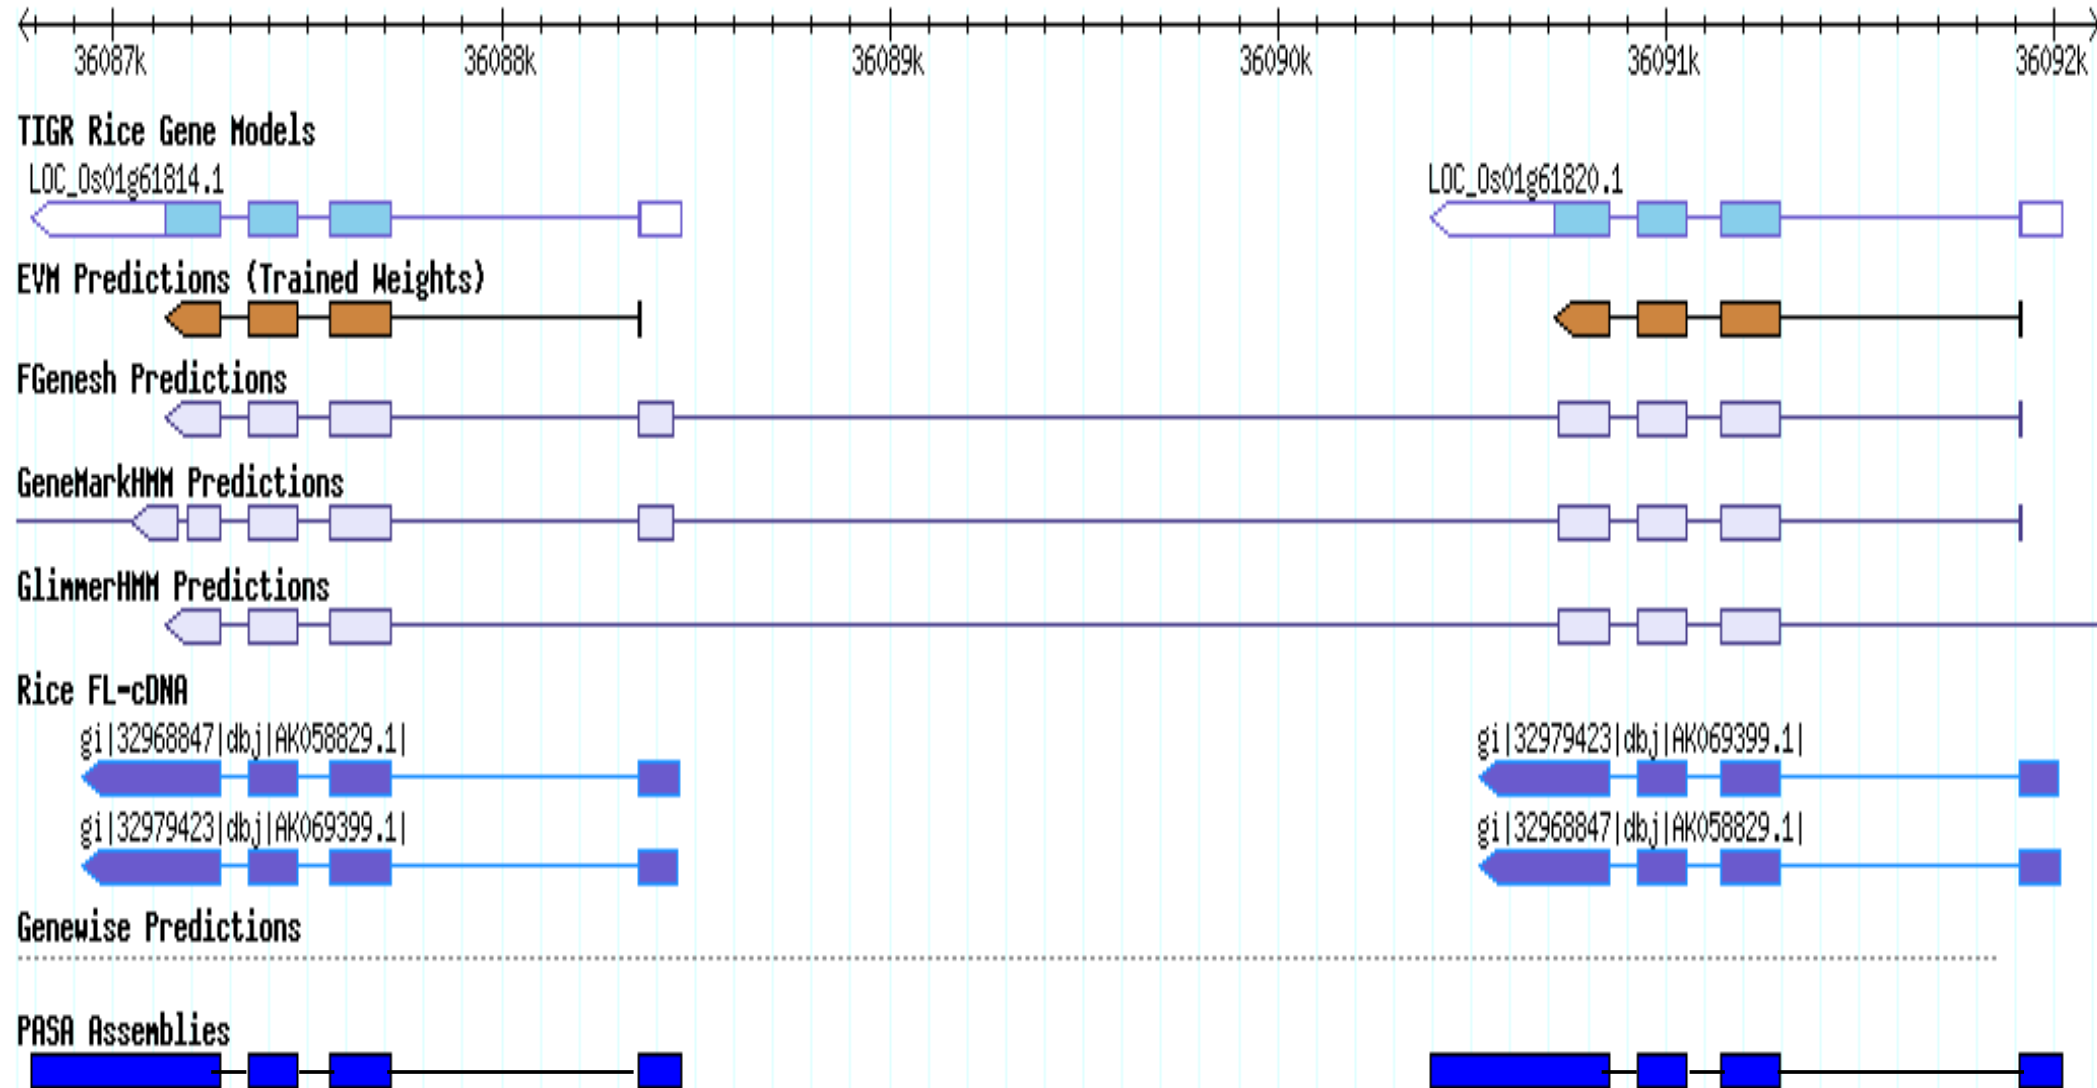 36087k 36088k 36089k 36090k 36091k 36092k
TIGR Rice Gene Models
LOC_Os01g61814.1 LOC_Os01g61820.1
EVM Predictions (Trained Weights)
FGenesh Predictions
GeneMarkHMM Predictions
GlimmerHMM Predictions
Rice FL-cDNA
gi|32968847|dbj|AK058829.1| gi|32979423|dbj|AK069399.1|
gi|32979423|dbj|AK069399.1| gi|32968847|dbj|AK058829.1|
Genewise Predictions
PASA Assemblies